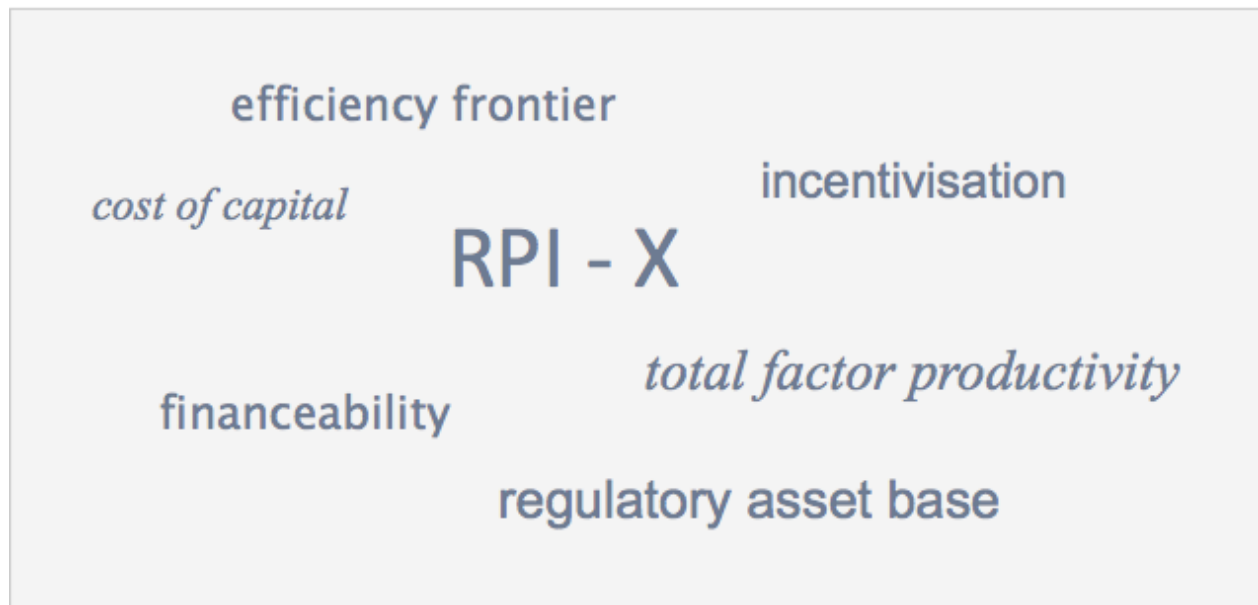 efficiency frontier
incentivisation
cost of capital
RPI - X
total factor productivity
financeability
regulatory asset base